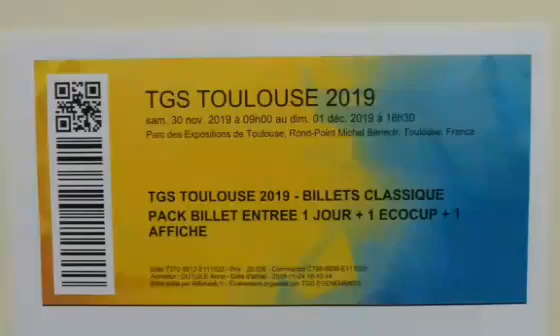 TGS TOULOUSE 2019
sam. 30 nov. 2019 à 09h00 au dim. 01 déc. 2019 à 18h30
Parc des Expositions de Toulouse, Rond-Point Michel Benech, Toulouse, France
TGS TOULOUSE 2019 - BILLETS CLASSIQUE
PACK BILLET ENTREE 1 JOUR + 1 ECOCUP + 1
AFFICHE